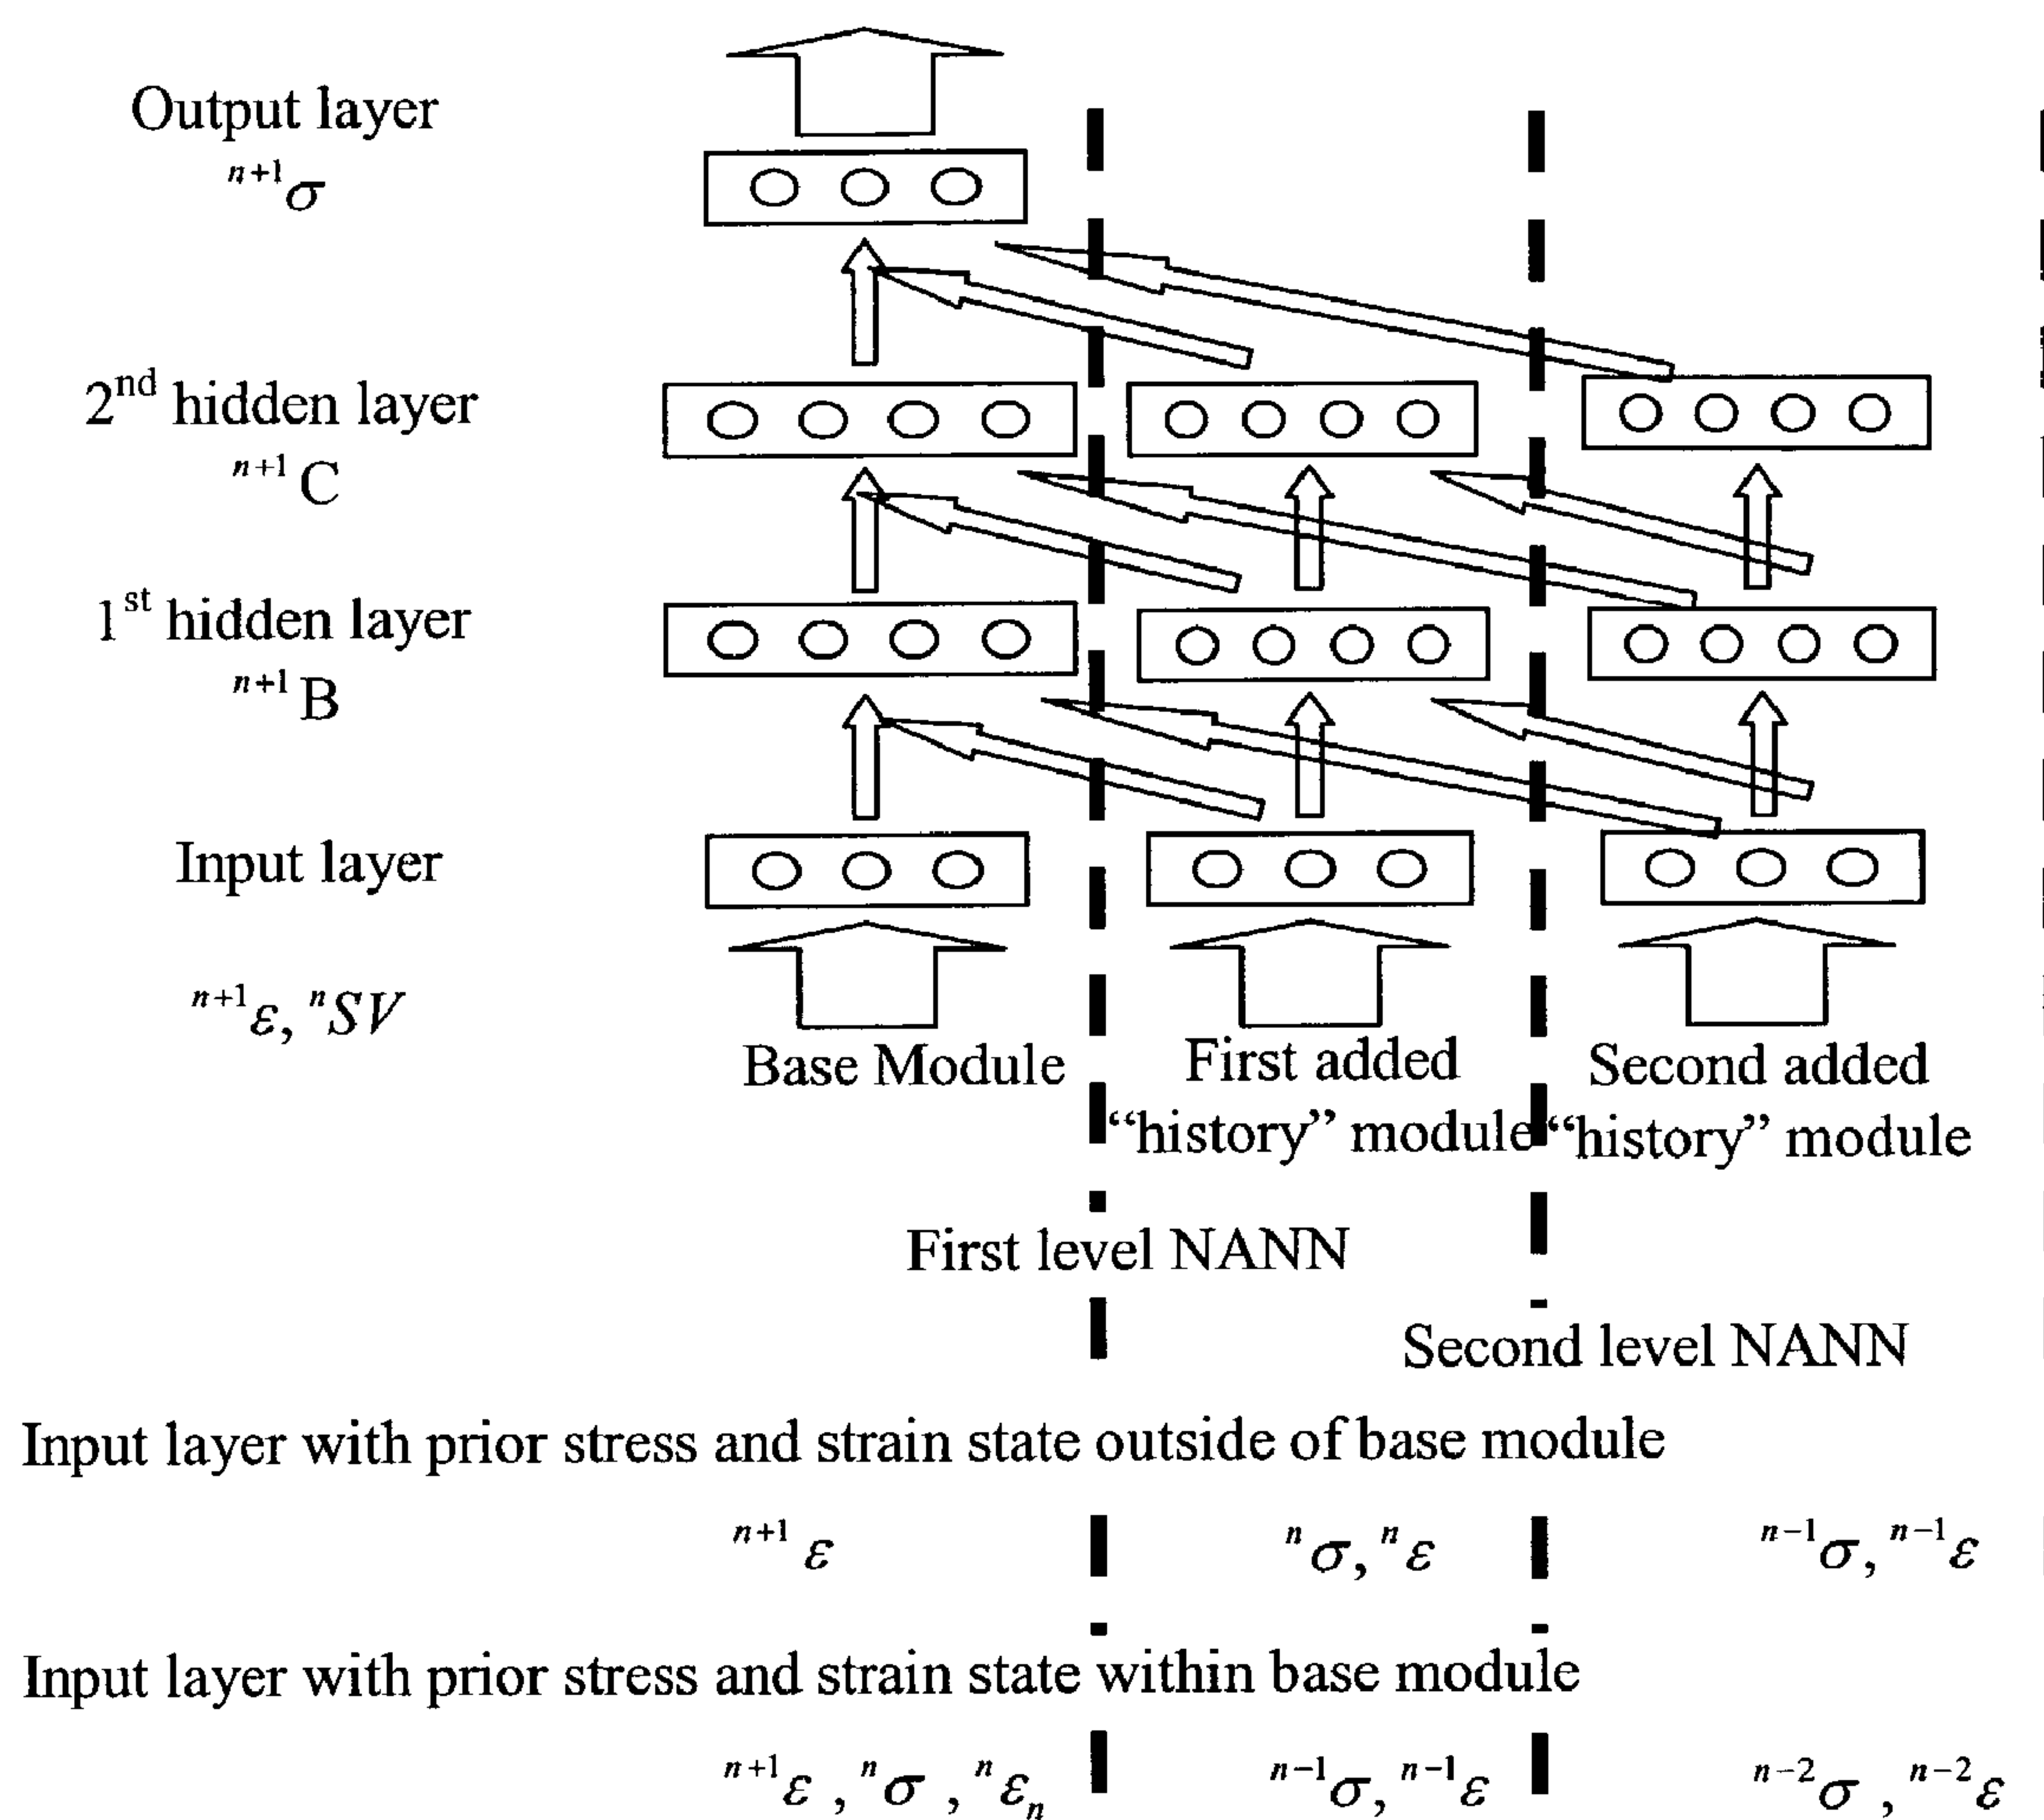 Output layer
ⁿ⁺¹σ
2ⁿᵈ hidden layer
ⁿ⁺¹C
1ˢᵗ hidden layer
ⁿ⁺¹B
Input layer
ⁿ⁺¹ε, ⁿSV
Base Module
First added
“history” module
Second added
“history” module
First level NANN
Second level NANN
Input layer with prior stress and strain state outside of base module
ⁿ⁺¹ε
ⁿσ, ⁿε
ⁿ⁻¹σ, ⁿ⁻¹ε
Input layer with prior stress and strain state within base module
ⁿ⁺¹ε, ⁿσ, ⁿεₙ
ⁿ⁻¹σ, ⁿ⁻¹ε
ⁿ⁻²σ, ⁿ⁻²ε